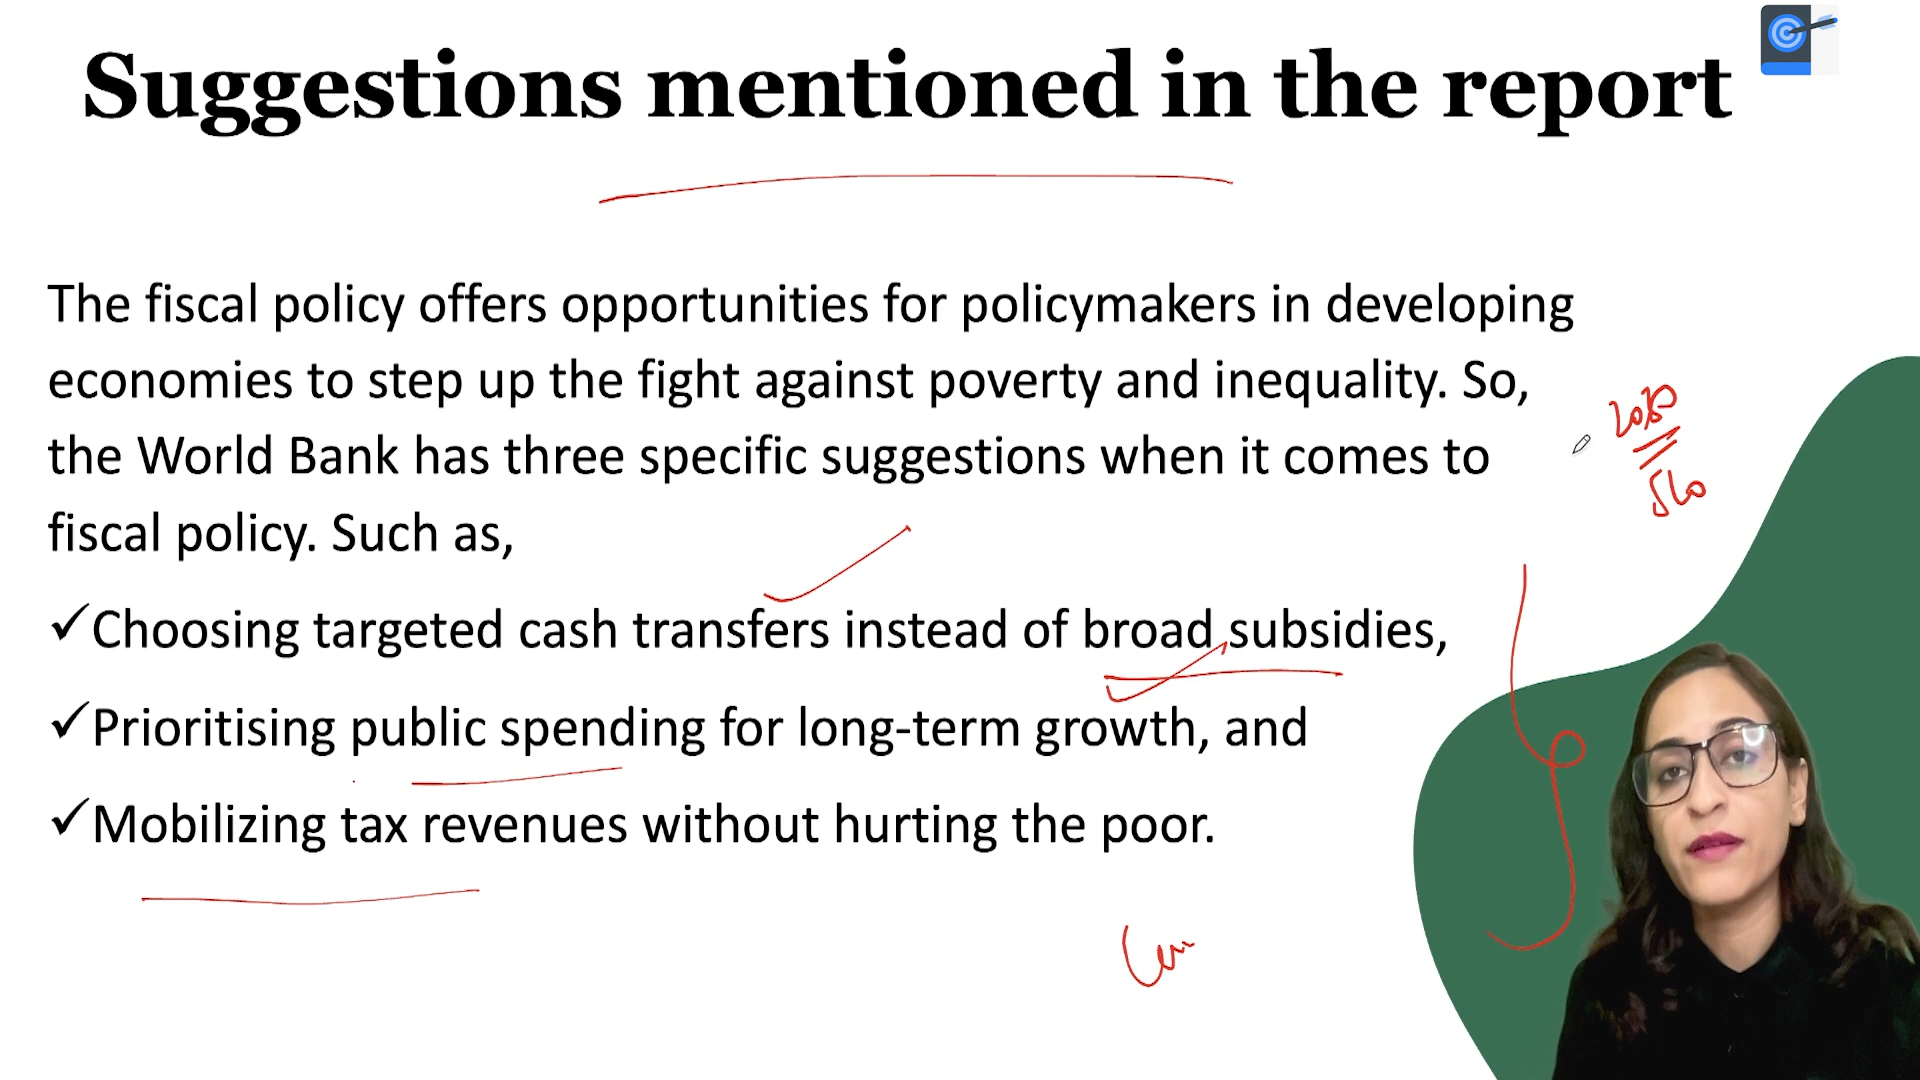 Suggestions mentioned in the report
The fiscal policy offers opportunities for policymakers in developing
economies to step up the fight against poverty and inequality. So,
the World Bank has three specific suggestions when it comes to
fiscal policy. Such as,
✓Choosing targeted cash transfers instead of broad subsidies,
✓Prioritising public spending for long-term growth, and
✓Mobilizing tax revenues without hurting the poor.